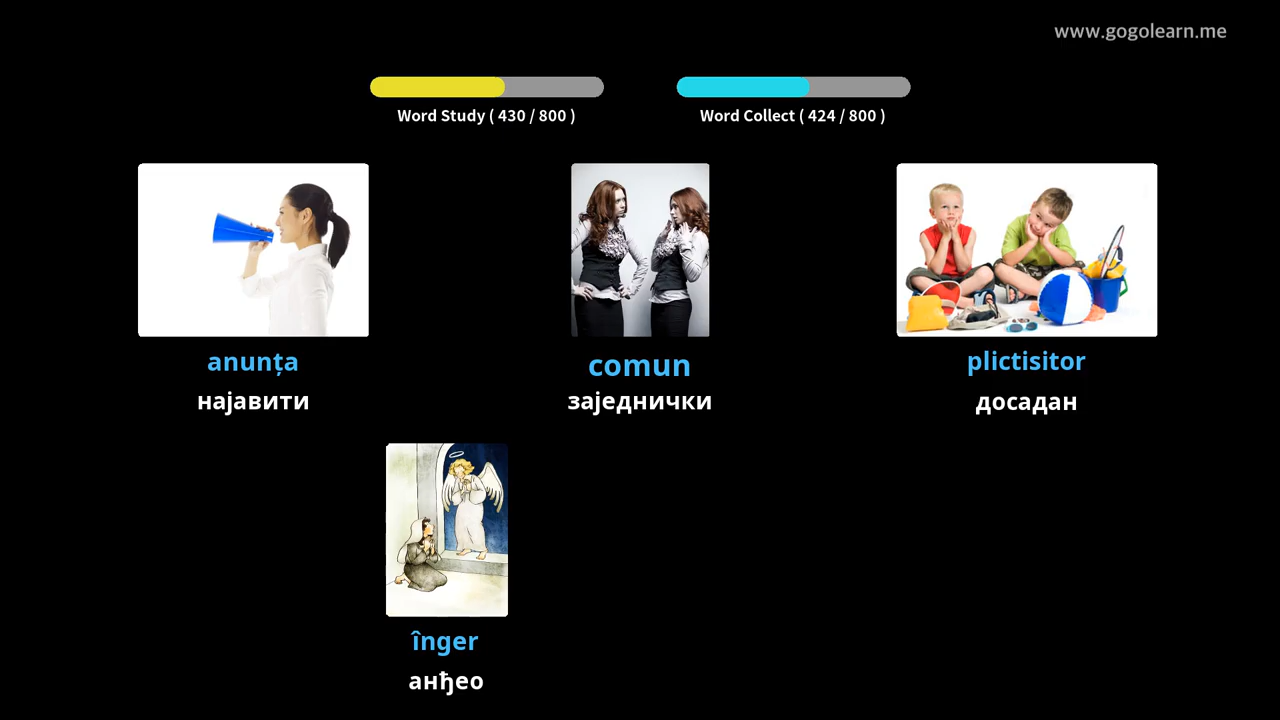 www.gogolearn.me
Word Study ( 430 / 800 )
Word Collect ( 424 / 800 )
anunța
најавити
comun
заједнички
plictisitor
досадан
înger
анђео